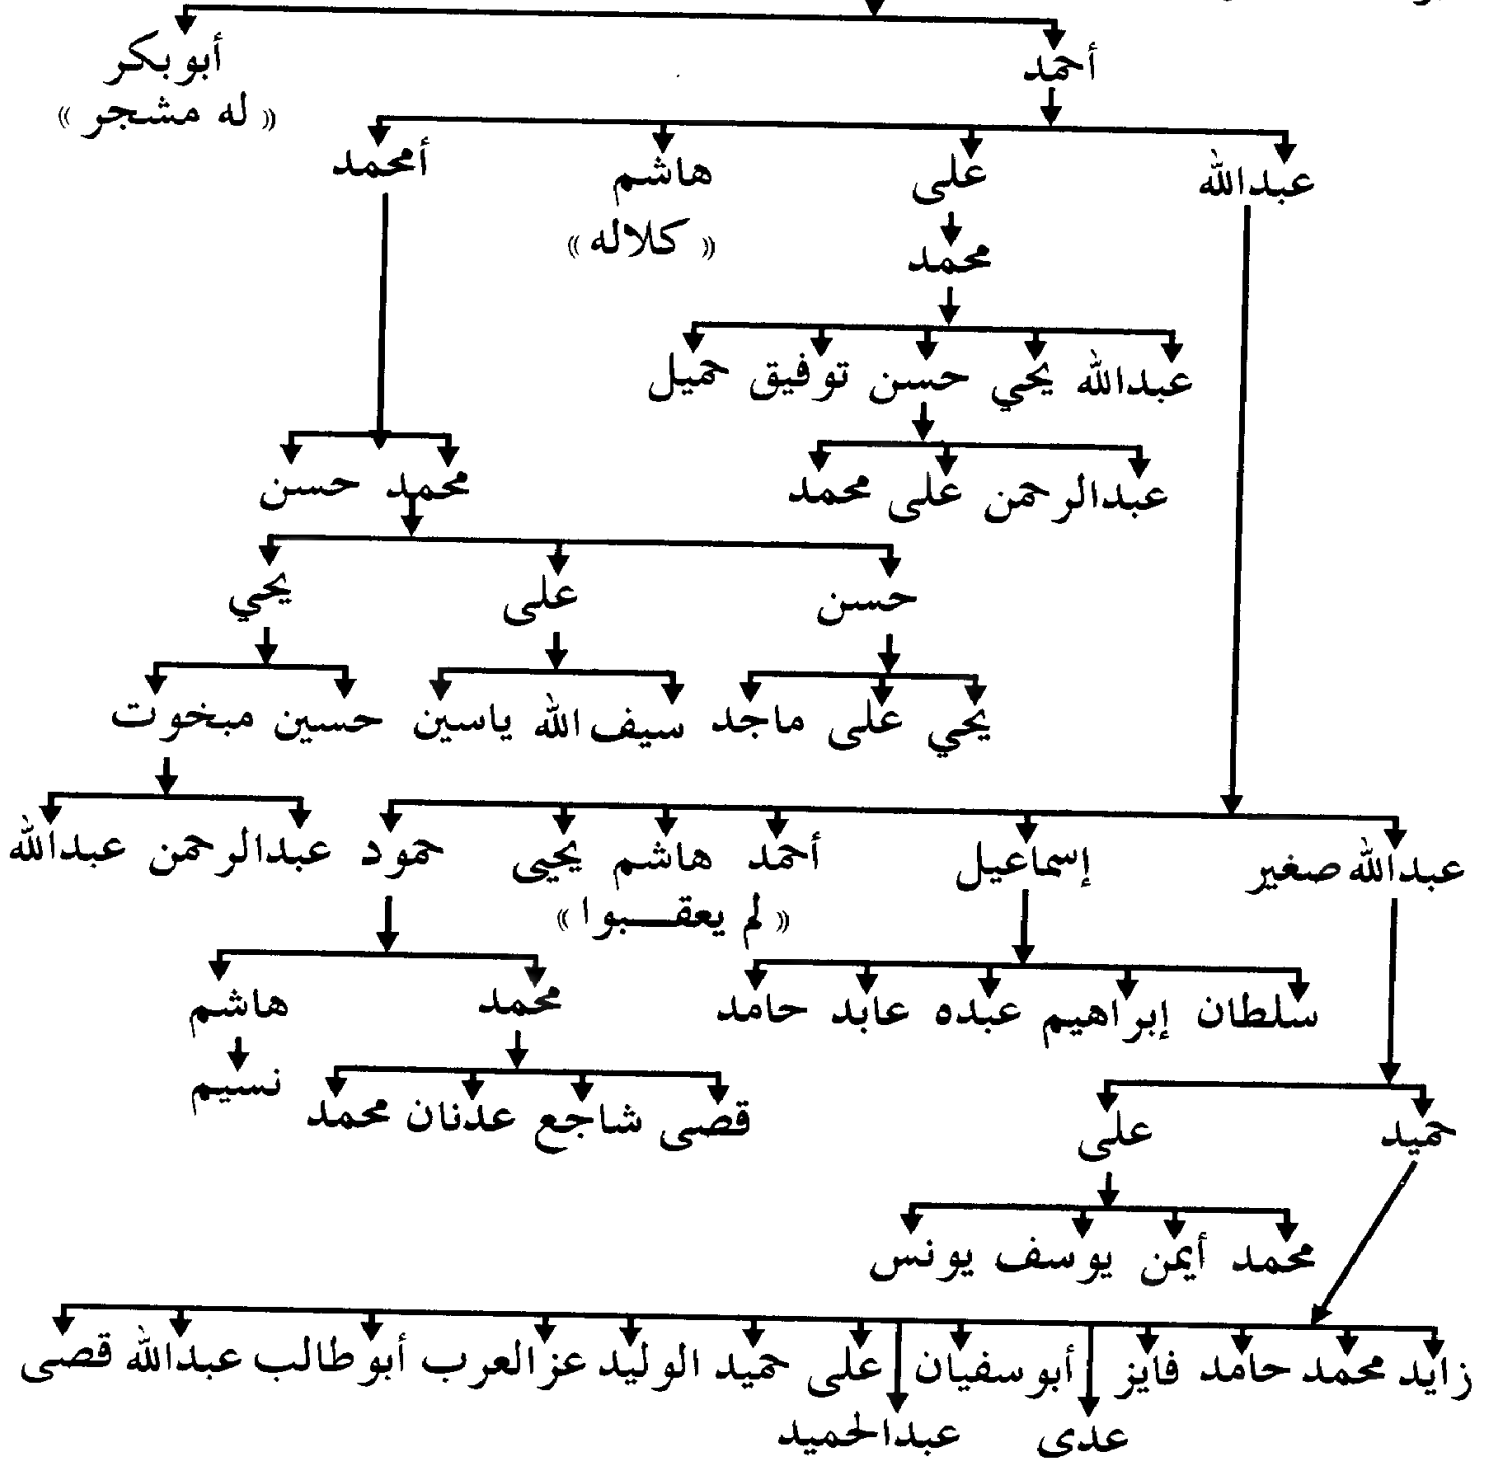 أحمد أبوبكر
« له مشجر »
عبدالله على هاشم أمحمد
« كلاله »
محمد
عبدالله يحي حسن توفيق حميل
محمد حسن
عبدالرحمن على محمد
حسن على يحي
يحي على ماجد سيف الله ياسين حسين مبخوت
عبدالله صغير إسماعيل أحمد هاشم يحيى حمود عبدالرحمن عبدالله
« لم يعقبوا »
سلطان إبراهيم عبده عابد حامد محمد هاشم
نسيم
قصى شاجع عدنان محمد
حميد على
محمد أيمن يوسف يونس
زايد محمد حامد فايز أبوسفيان على حميد الوليد عزالعرب أبوطالب عبدالله قصى
عدى عبدالحميد